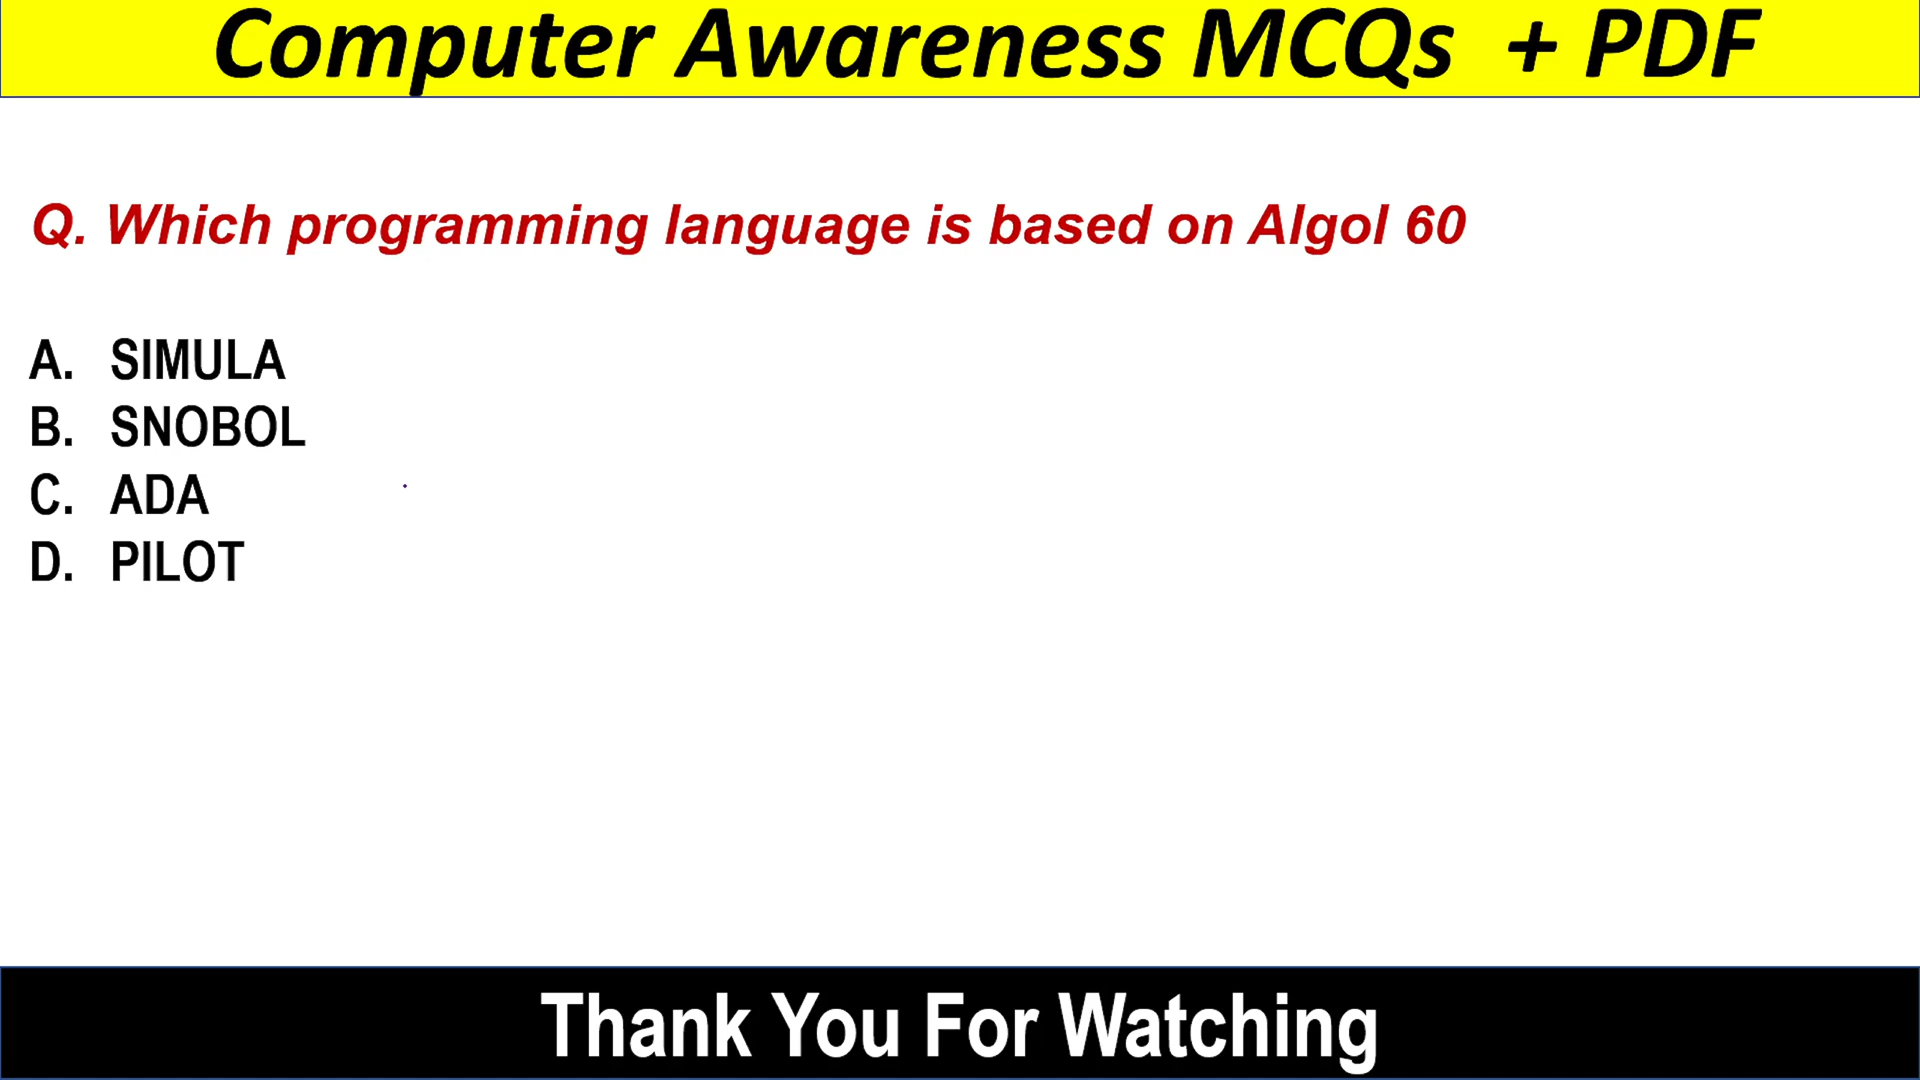 Computer Awareness MCQs + PDF
Q. Which programming language is based on Algol 60
A. SIMULA
B. SNOBOL
C. ADA
D. PILOT
Thank You For Watching